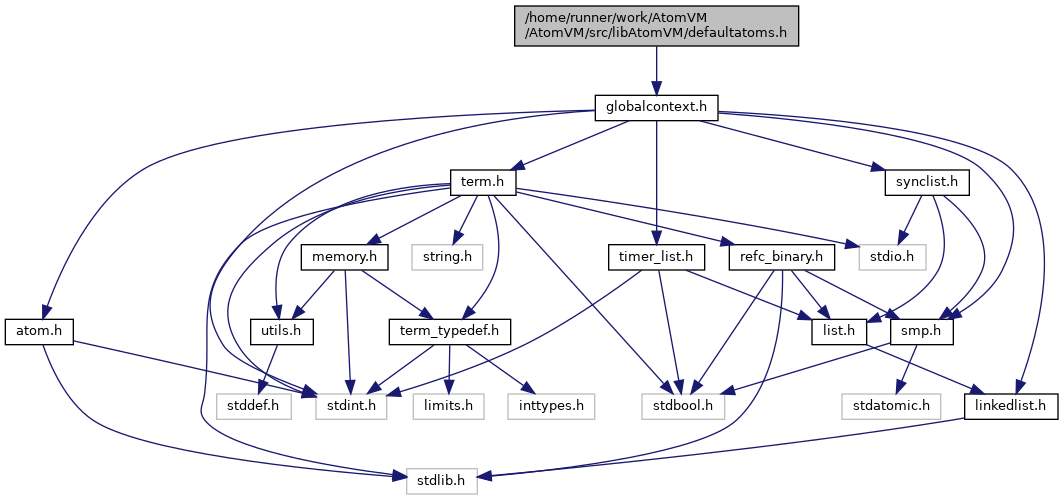 /home/runner/work/AtomVM
/AtomVM/src/libAtomVM/defaultatoms.h
globalcontext.h
term.h
synclist.h
memory.h
string.h
timer_list.h
refc_binary.h
stdio.h
atom.h
utils.h
term_typedef.h
list.h
smp.h
stddef.h
stdint.h
limits.h
inttypes.h
stdbool.h
stdatomic.h
linkedlist.h
stdlib.h